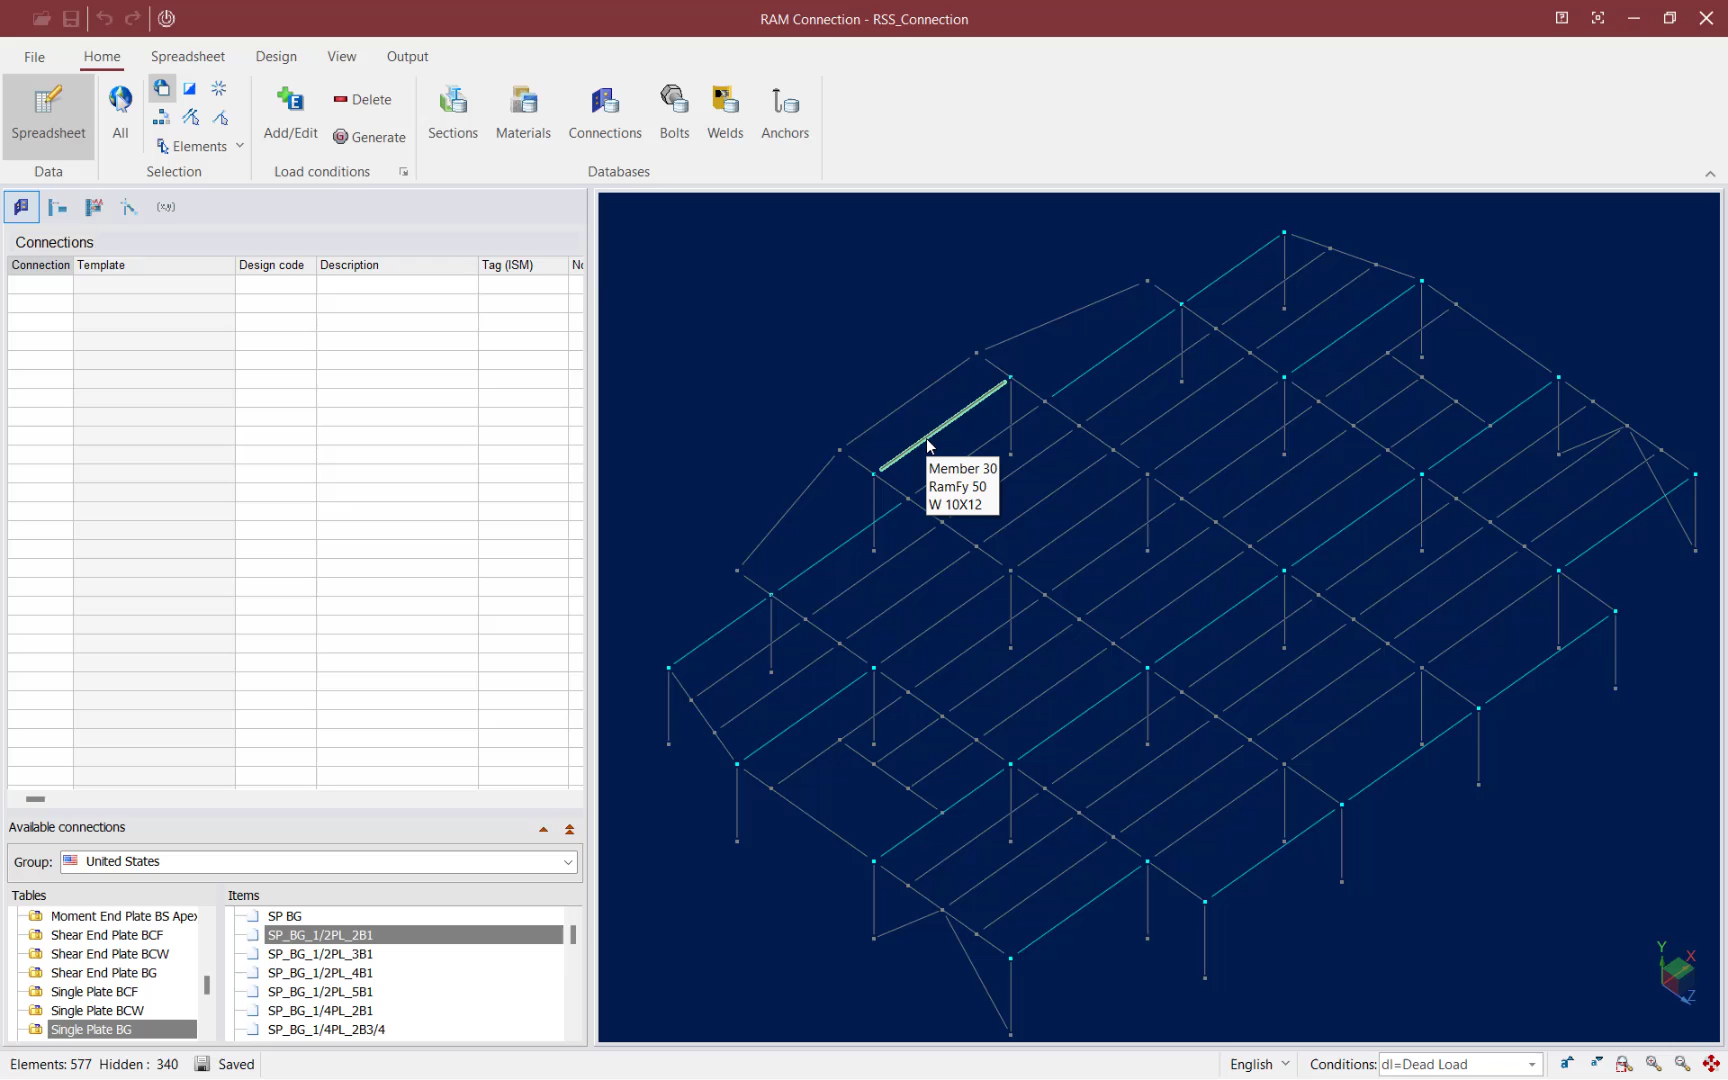 RAM Connection - RSS_Connection
File
Home
Spreadsheet
Design
View
Output
Spreadsheet
All
Elements
Add/Edit
Delete
Generate
Sections
Materials
Connections
Bolts
Welds
Anchors
Data
Selection
Load conditions
Databases
(x,y)
Connections
Connection
Template
Design code
Description
Tag (ISM)
Member 30
RamFy 50
W 10X12
Available connections
Group:
United States
Tables
Items
Moment End Plate BS Apex
Shear End Plate BCF
Shear End Plate BCW
Shear End Plate BG
Single Plate BCF
Single Plate BCW
Single Plate BG
SP BG
SP_BG_1/2PL_2B1
SP_BG_1/2PL_3B1
SP_BG_1/2PL_4B1
SP_BG_1/2PL_5B1
SP_BG_1/4PL_2B1
SP_BG_1/4PL_2B3/4
Y
X
Z
Elements: 577 Hidden : 340
Saved
English
Conditions:
dl=Dead Load